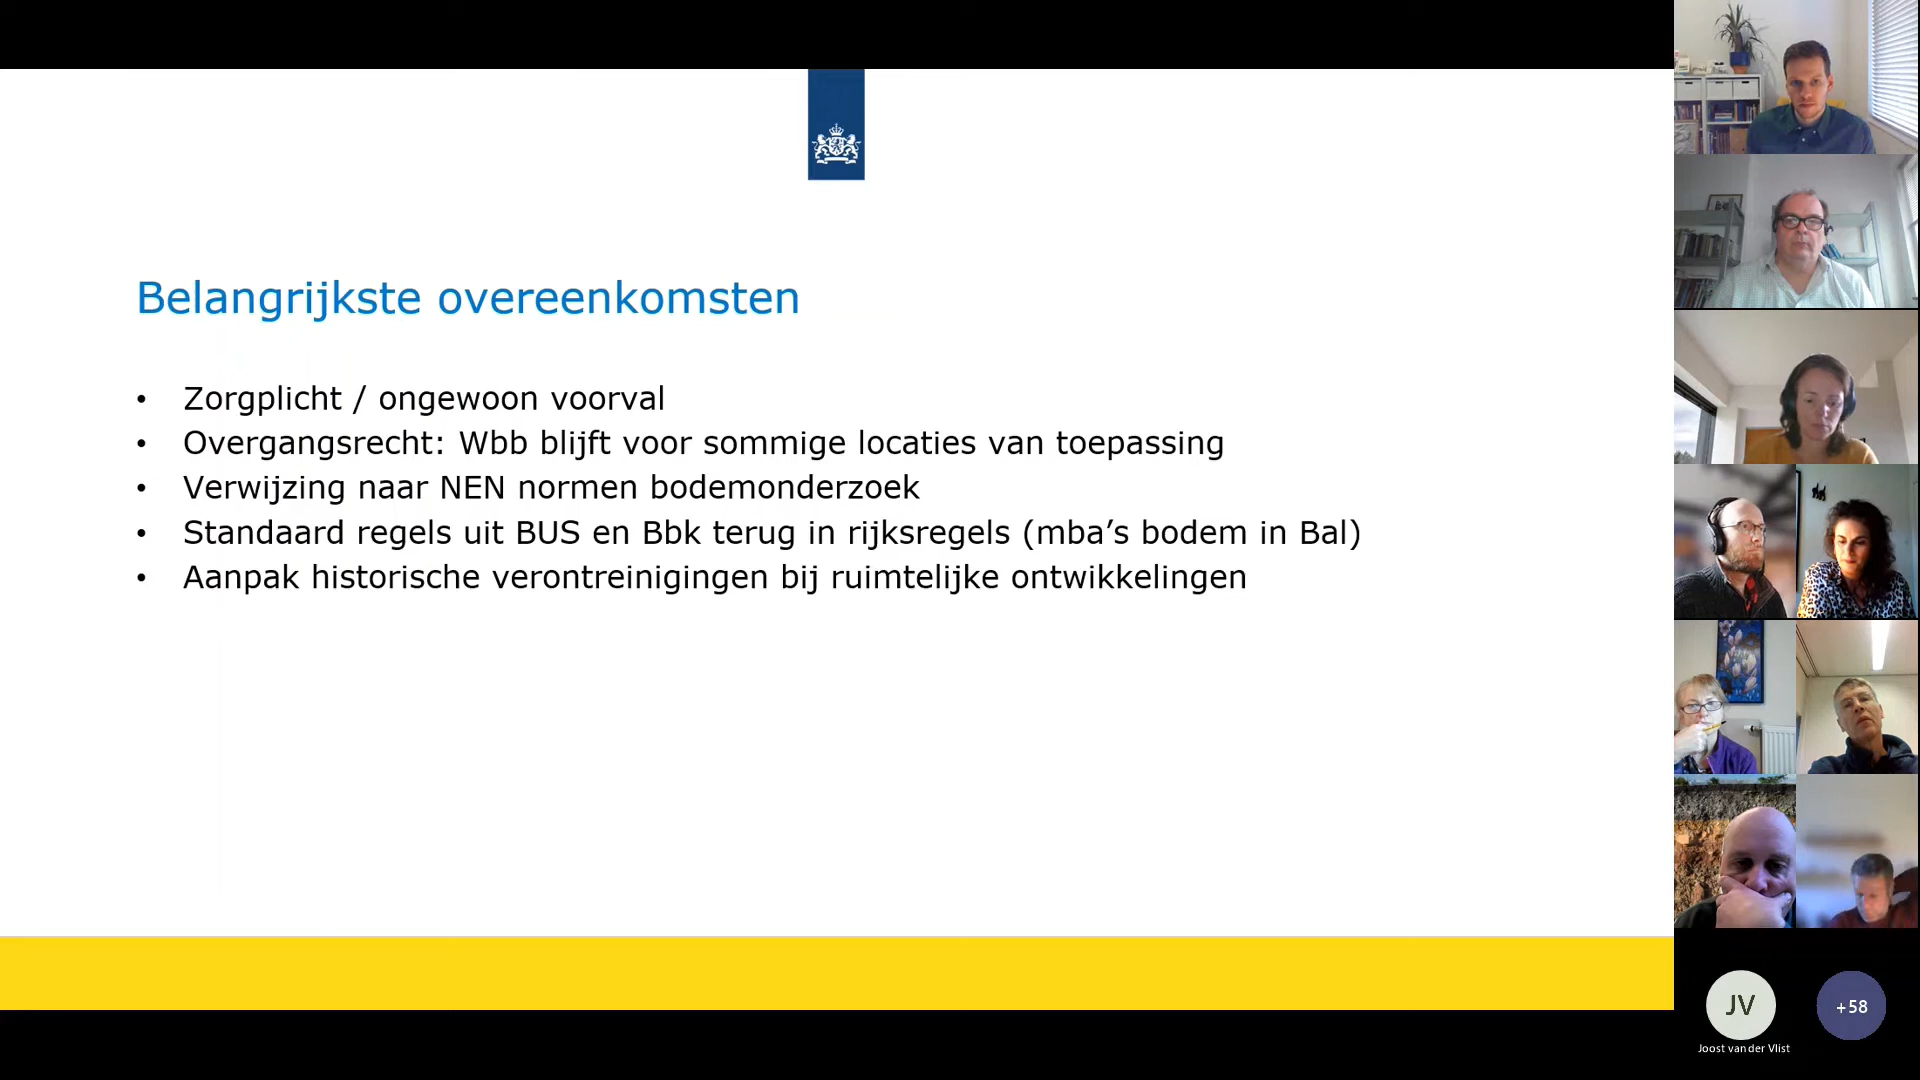 Belangrijkste overeenkomsten
• Zorgplicht / ongewoon voorval
• Overgangsrecht: Wbb blijft voor sommige locaties van toepassing
• Verwijzing naar NEN normen bodemonderzoek
• Standaard regels uit BUS en Bbk terug in rijksregels (mba’s bodem in Bal)
• Aanpak historische verontreinigingen bij ruimtelijke ontwikkelingen
JV
+58
Joost van der Vlist